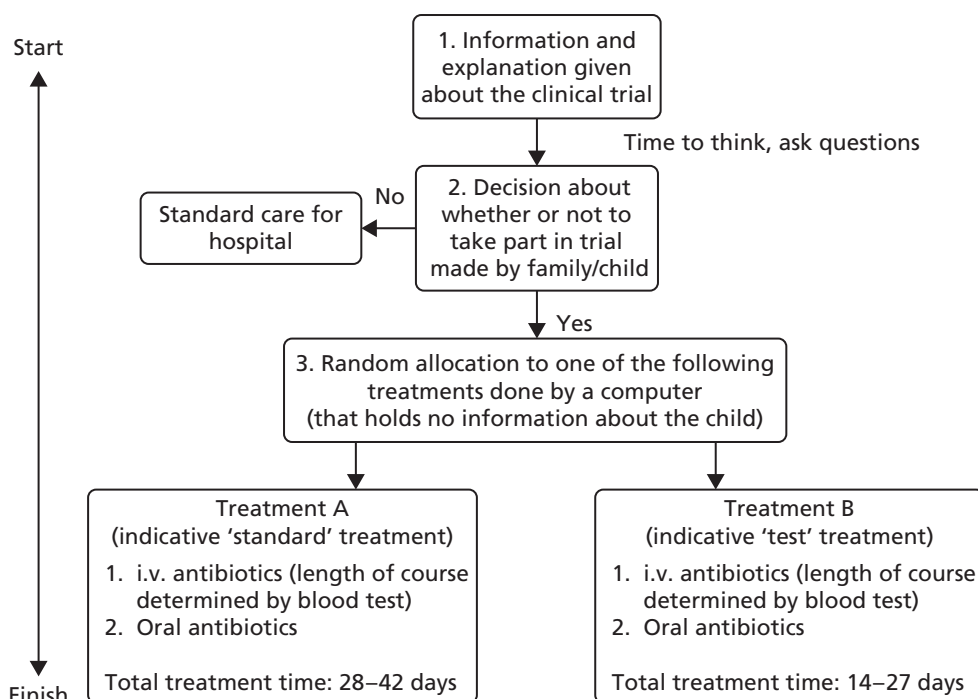 Start
1. Information and
explanation given
about the clinical trial
Time to think, ask questions
2. Decision about
whether or not to
take part in trial
made by family/child
No
Standard care for
hospital
Yes
3. Random allocation to one of the following
treatments done by a computer
(that holds no information about the child)
Treatment A
(indicative ‘standard’ treatment)
1. i.v. antibiotics (length of course
determined by blood test)
2. Oral antibiotics
Total treatment time: 28–42 days
Treatment B
(indicative ‘test’ treatment)
1. i.v. antibiotics (length of course
determined by blood test)
2. Oral antibiotics
Total treatment time: 14–27 days
Finish